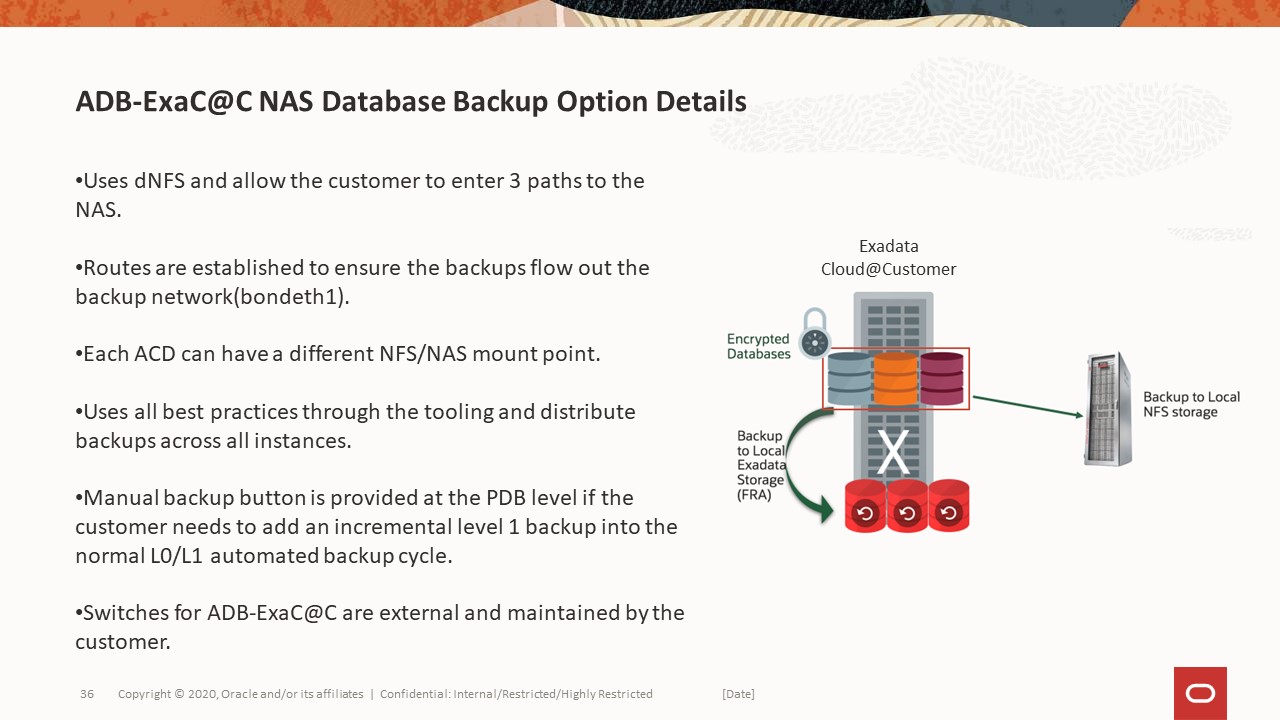 ADB-ExaC@C NAS Database Backup Option Details
•Uses dNFS and allow the customer to enter 3 paths to the
NAS.
•Routes are established to ensure the backups flow out the
backup network(bondeth1).
•Each ACD can have a different NFS/NAS mount point.
•Uses all best practices through the tooling and distribute
backups across all instances.
•Manual backup button is provided at the PDB level if the
customer needs to add an incremental level 1 backup into the
normal L0/L1 automated backup cycle.
•Switches for ADB-ExaC@C are external and maintained by the
customer.
Exadata
Cloud@Customer
Encrypted
Databases
Backup
to Local
Exadata
Storage
(FRA)
X
Backup to Local
NFS storage
36 Copyright © 2020, Oracle and/or its affiliates | Confidential: Internal/Restricted/Highly Restricted [Date]